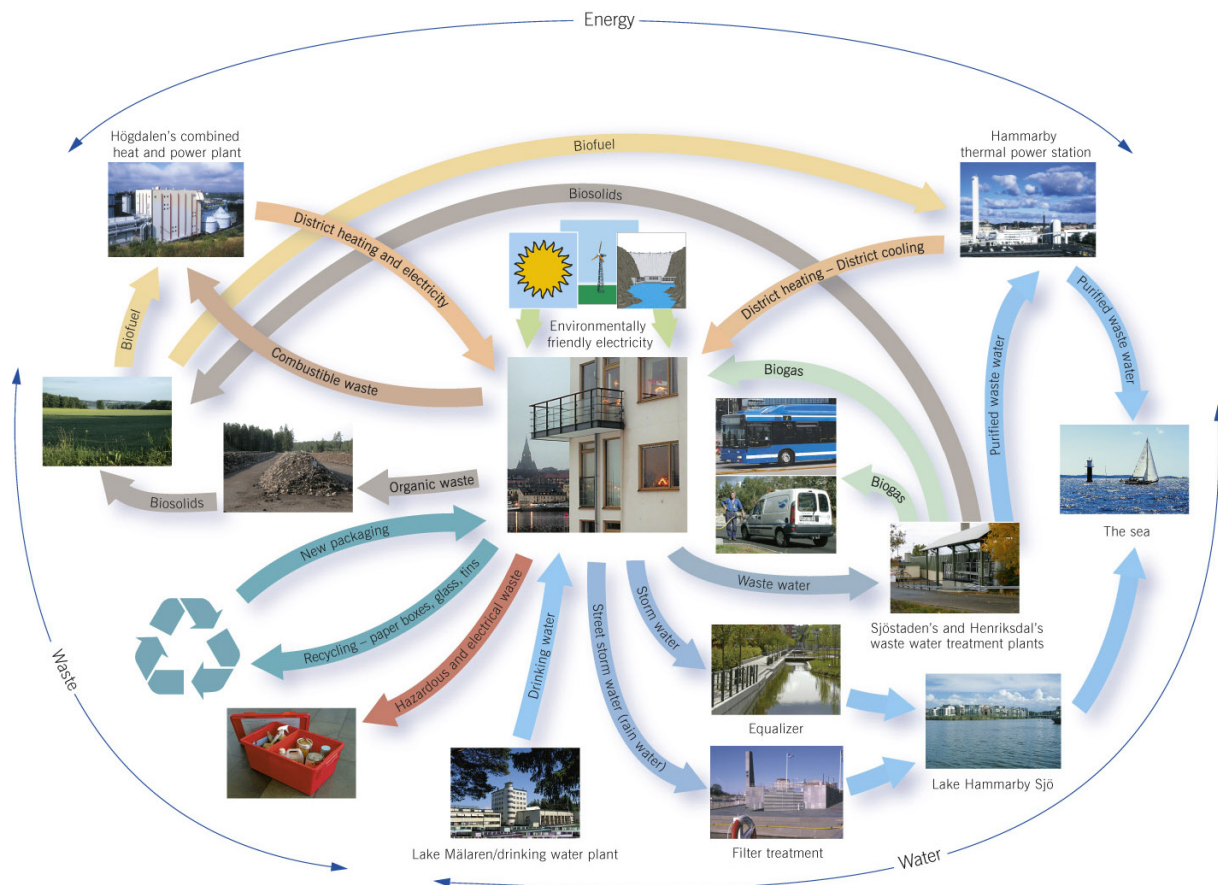 Energy
Högdalen's combined
heat and power plant
Hammarby
thermal power station
Biofuel
Biosolids
District heating and electricity
District heating – District cooling
Environmentally
friendly electricity
Biofuel
Combustible waste
Biogas
Purified waste water
Purified waste water
Organic waste
Biosolids
Biogas
The sea
New packaging
Waste water
Recycling – paper boxes, glass, tins
Hazardous and electrical waste
Drinking water
Street storm water (rain water)
Storm water
Sjöstaden's and Henriksdal's
waste water treatment plants
Waste
Equalizer
Lake Hammarby Sjö
Lake Mälaren/drinking water plant
Filter treatment
Water